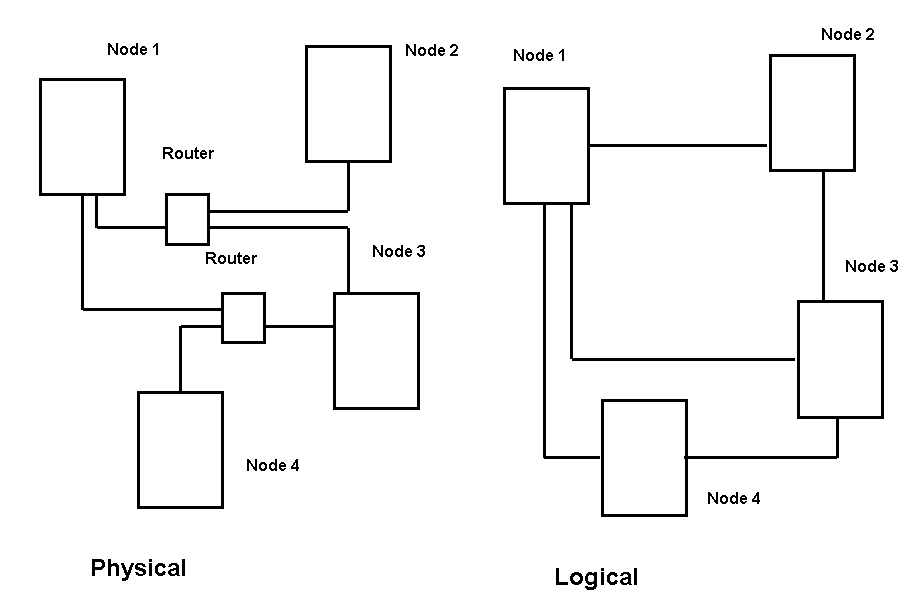 Node 1
Node 2
Router
Router
Node 3
Node 4
Physical
Node 1
Node 2
Node 3
Node 4
Logical